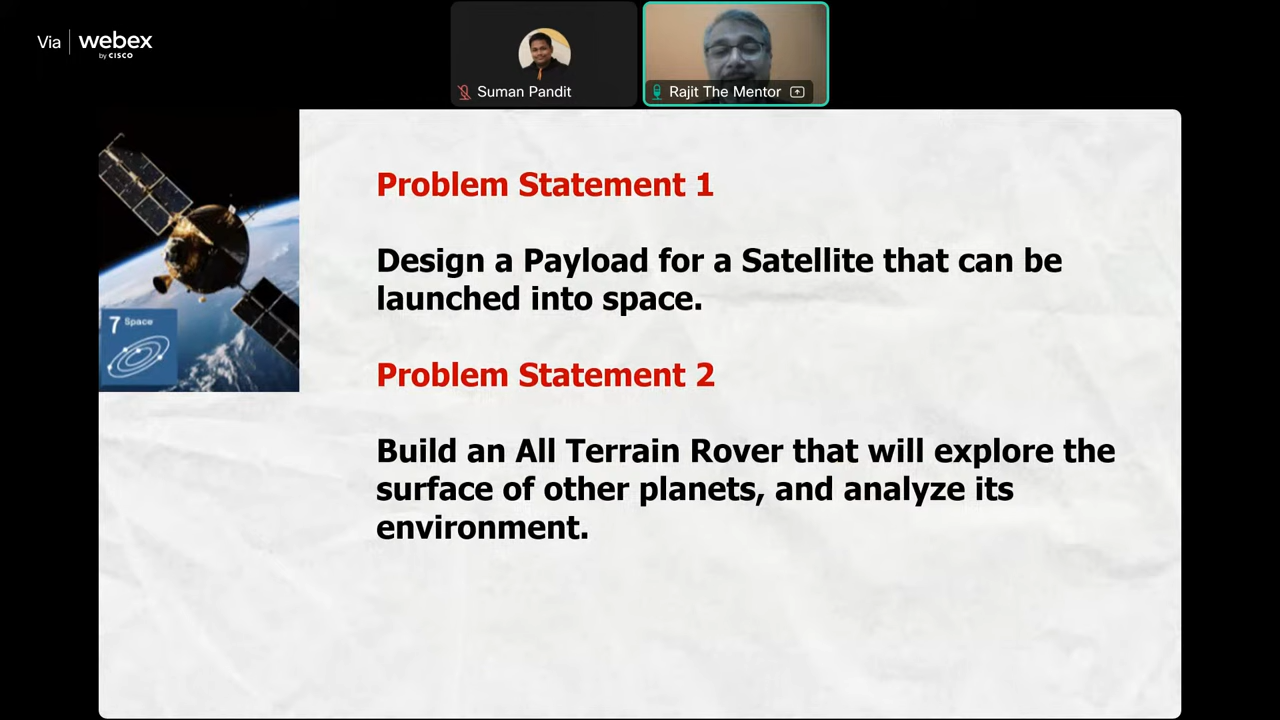 Via webex
by CISCO
Suman Pandit
Rajit The Mentor
Problem Statement 1
Design a Payload for a Satellite that can be
launched into space.
7 Space
Problem Statement 2
Build an All Terrain Rover that will explore the
surface of other planets, and analyze its
environment.